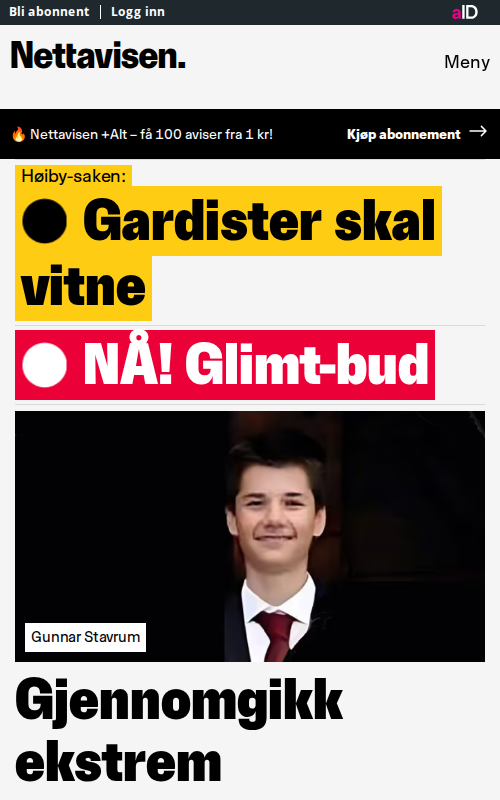 Bli abonnent | Logg inn
aID
Nettavisen.
Meny
🔥 Nettavisen +Alt – få 100 aviser fra 1 kr!
Kjøp abonnement →
Høiby-saken:
Gardister skal
vitne
NÅ! Glimt-bud
Gunnar Stavrum
Gjennomgikk
ekstrem